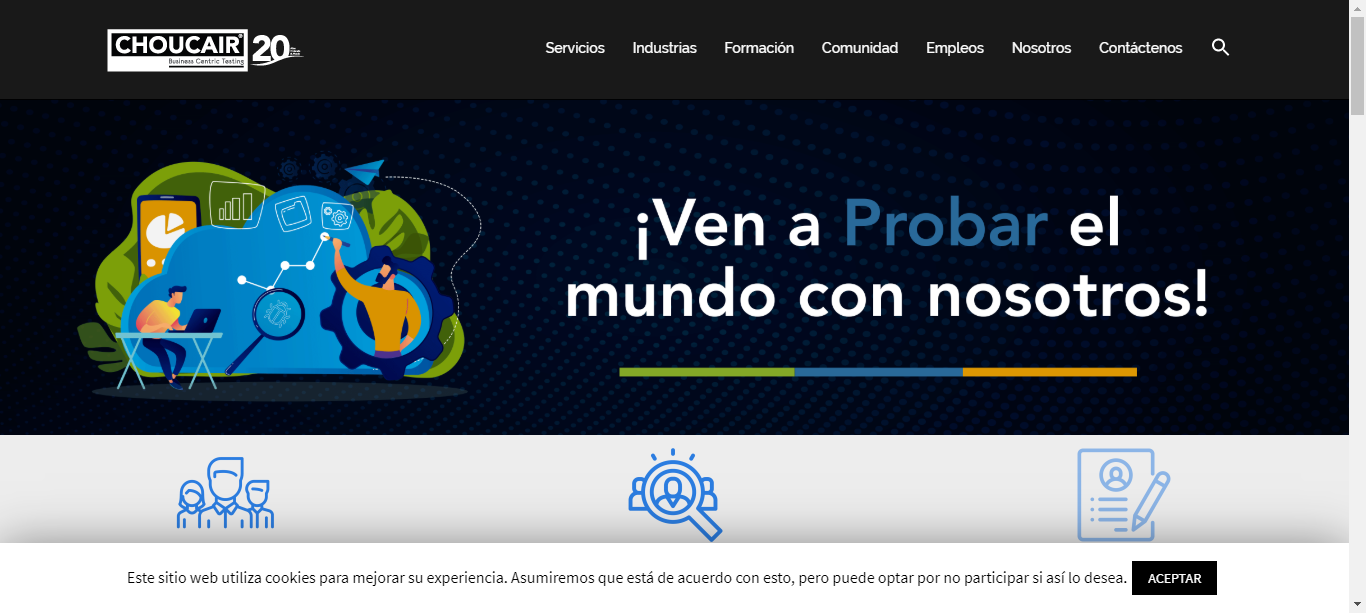 CHOUCAIR®
Business Centric Testing
20
Servicios
Industrias
Formación
Comunidad
Empleos
Nosotros
Contáctenos
¡Ven a Probar el
mundo con nosotros!
Este sitio web utiliza cookies para mejorar su experiencia. Asumiremos que está de acuerdo con esto, pero puede optar por no participar si así lo desea.
ACEPTAR